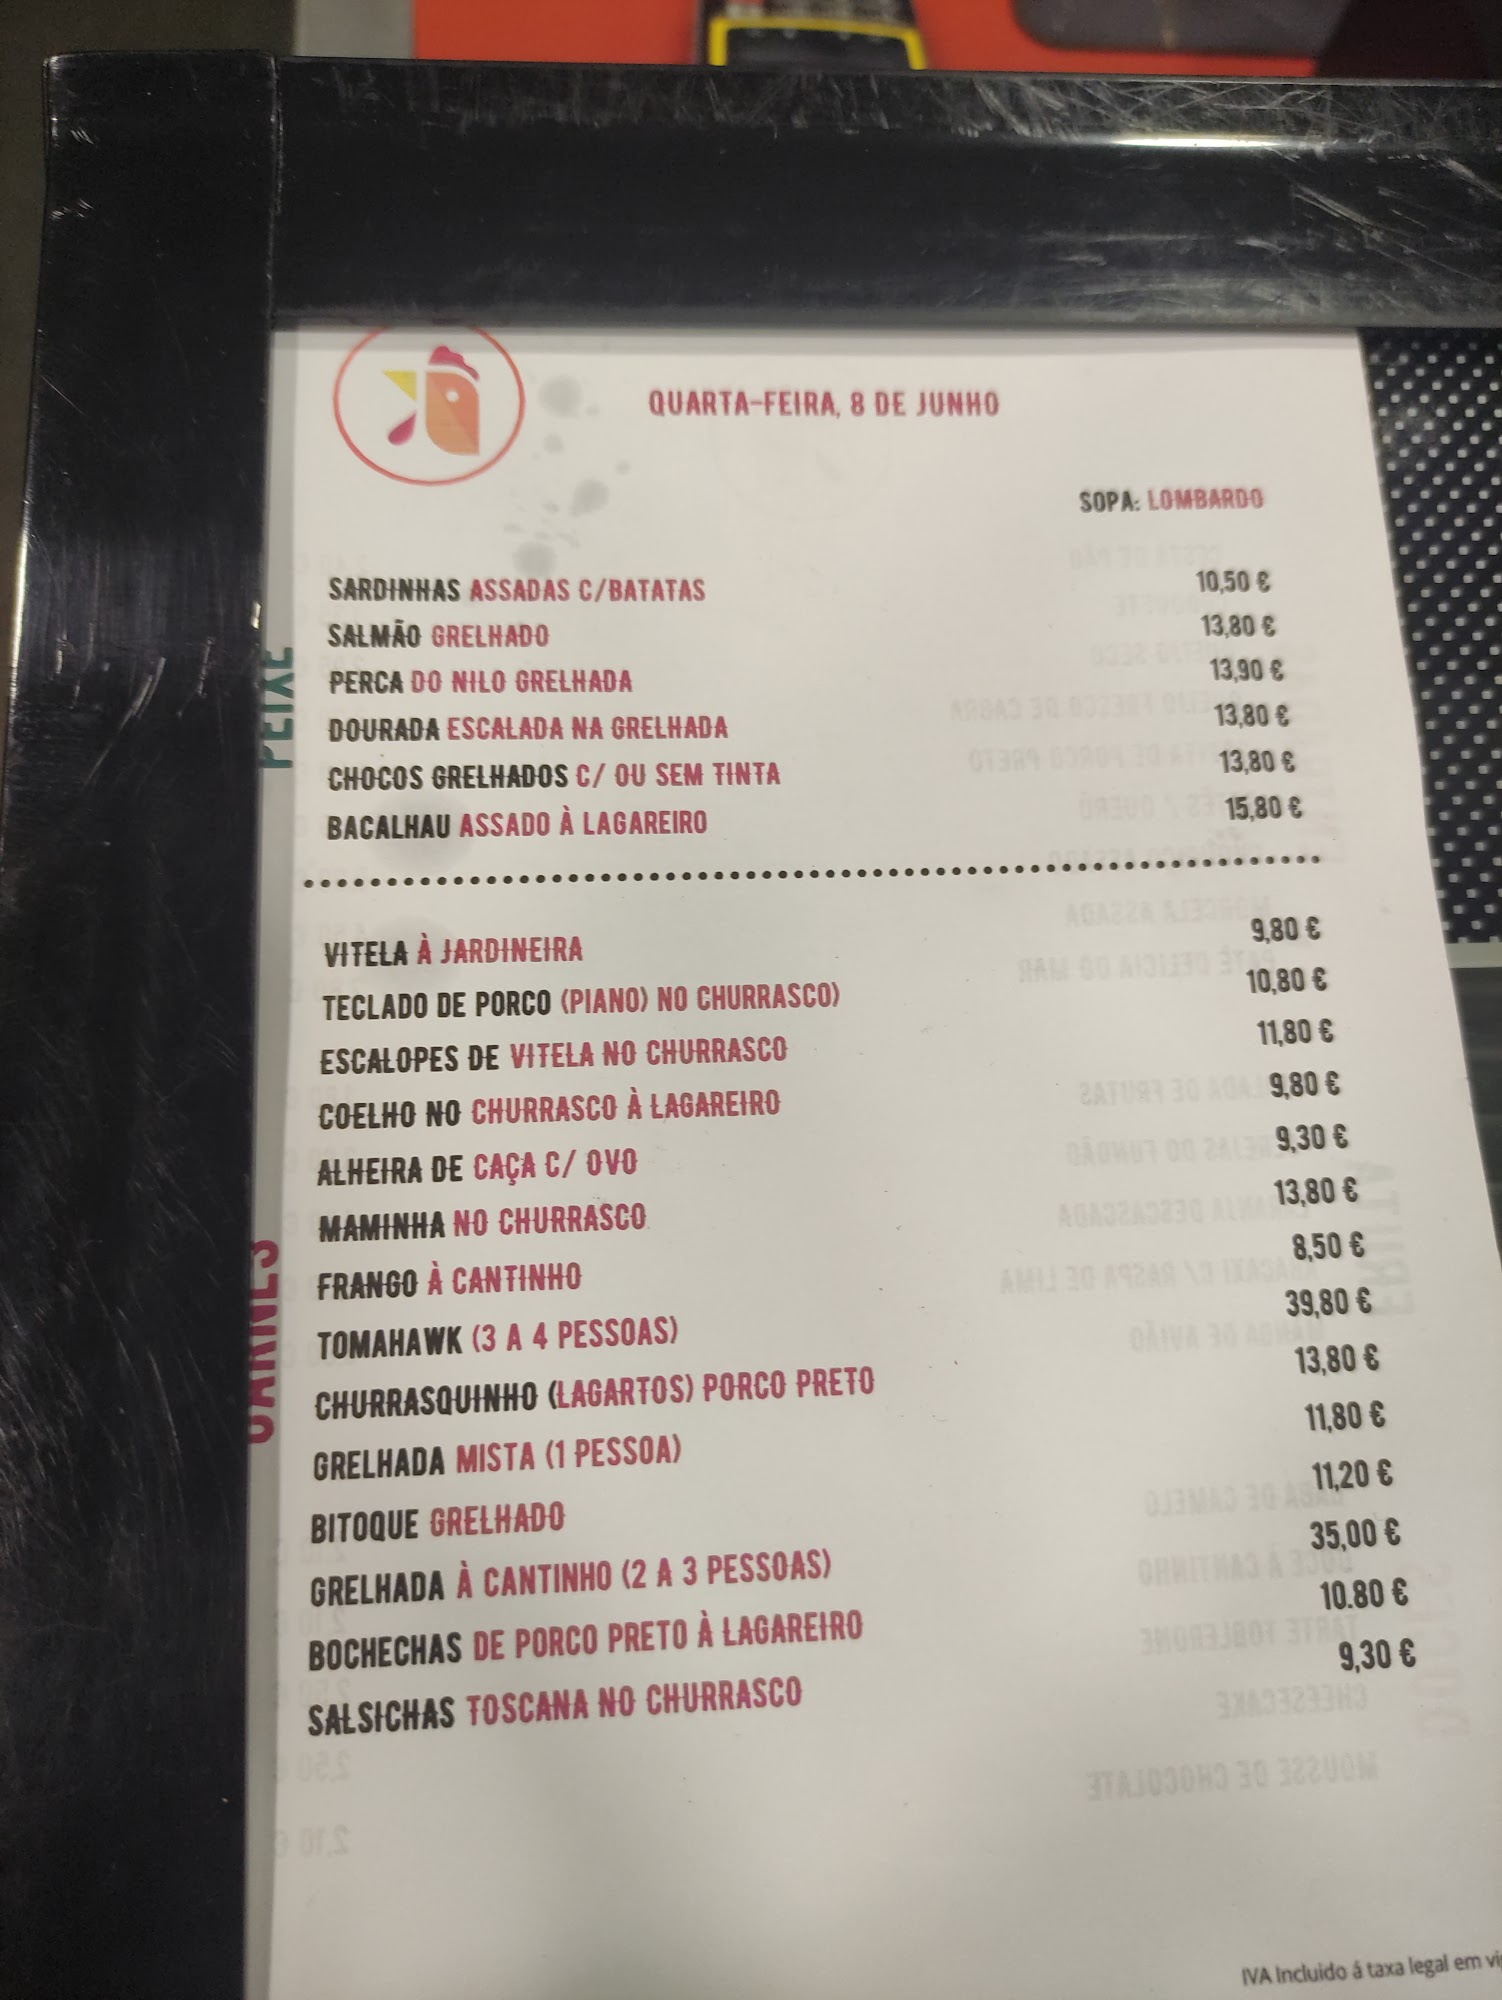 QUARTA-FEIRA, 8 DE JUNHO
SOPA: LOMBARDO
PEIXE
SARDINHAS ASSADAS C/BATATAS 10,50 €
SALMÃO GRELHADO 13,80 €
PERCA DO NILO GRELHADA 13,90 €
DOURADA ESCALADA NA GRELHADA 13,80 €
CHOCOS GRELHADOS C/ OU SEM TINTA 13,80 €
BACALHAU ASSADO À LAGAREIRO 15,80 €
CARNES
VITELA À JARDINEIRA 9,80 €
TECLADO DE PORCO (PIANO) NO CHURRASCO) 10,80 €
ESCALOPES DE VITELA NO CHURRASCO 11,80 €
COELHO NO CHURRASCO À LAGAREIRO 9,80 €
ALHEIRA DE CAÇA C/ OVO 9,30 €
MAMINHA NO CHURRASCO 13,80 €
FRANGO À CANTINHO 8,50 €
TOMAHAWK (3 A 4 PESSOAS) 39,80 €
CHURRASQUINHO (LAGARTOS) PORCO PRETO 13,80 €
GRELHADA MISTA (1 PESSOA) 11,80 €
BITOQUE GRELHADO 11,20 €
GRELHADA À CANTINHO (2 A 3 PESSOAS) 35,00 €
BOCHECHAS DE PORCO PRETO À LAGAREIRO 10.80 €
SALSICHAS TOSCANA NO CHURRASCO 9,30 €
IVA Incluido á taxa legal em